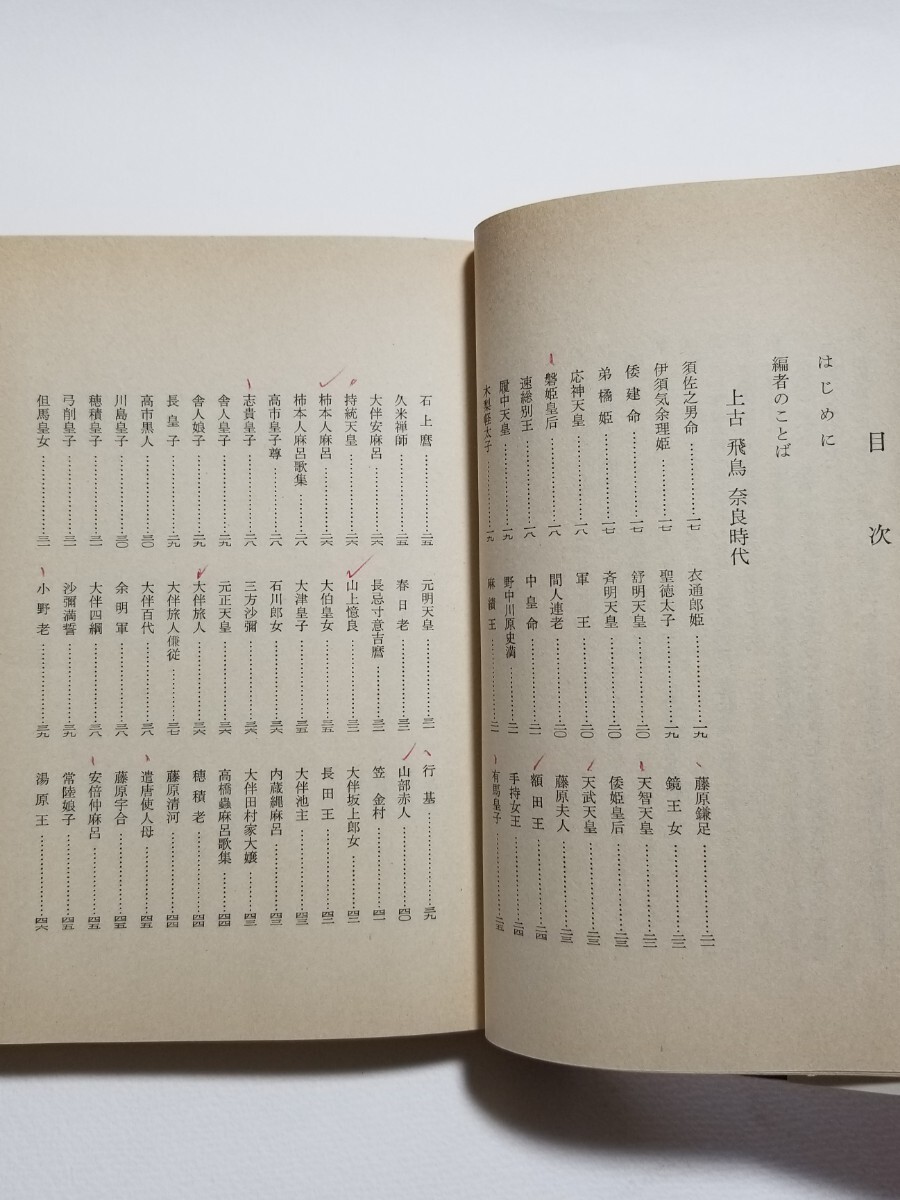 目次
はじめに
編者のことば
上古 飛鳥 奈良時代
須佐之男命…………一七
伊須気余理姫…………一七
倭建命…………一七
弟橘姫…………一七
応神天皇…………一八
磐姫皇后…………一八
速総別王…………一八
履中天皇…………一九
木梨軽太子…………一九
衣通郎姫…………一九
聖徳太子…………一九
舒明天皇…………二〇
斉明天皇…………二〇
軍王…………二〇
間人連老…………二〇
中皇命…………二一
野中川原史満…………二一
麻績王…………二一
藤原鎌足…………二一
鏡王女…………二二
天智天皇…………二二
倭姫皇后…………二三
天武天皇…………二三
藤原夫人…………二三
額田王…………二四
手持女王…………二四
有馬皇子…………二五
石上麿…………二五
久米禅師…………二五
大伴安麻呂…………二六
持統天皇…………二六
柿本人麻呂…………二六
柿本人麻呂歌集…………二八
高市皇子尊…………二八
志貴皇子…………二八
舎人皇子…………二九
舎人娘子…………二九
長皇子…………二九
高市黒人…………三〇
川島皇子…………三〇
穂積皇子…………三一
弓削皇子…………三一
但馬皇女…………三一
元明天皇…………三一
春日老…………三二
長忌寸意吉麿…………三二
山上憶良…………三二
大伯皇女…………三五
大津皇子…………三五
石川郎女…………三六
三方沙彌…………三六
元正天皇…………三六
大伴旅人…………三六
大伴旅人傔従…………三七
大伴百代…………三八
余明軍…………三八
大伴四綱…………三八
沙彌満誓…………三九
小野老…………三九
行基…………三九
山部赤人…………四〇
笠金村…………四一
大伴坂上郎女…………四二
長田王…………四二
大伴池主…………四三
内蔵縄麻呂…………四三
大伴田村家大嬢…………四三
高橋蟲麻呂歌集…………四四
穂積老…………四四
藤原清河…………四四
遣唐使人母…………四五
藤原宇合…………四五
安倍仲麻呂…………四五
常陸娘子…………四五
湯原王…………四六